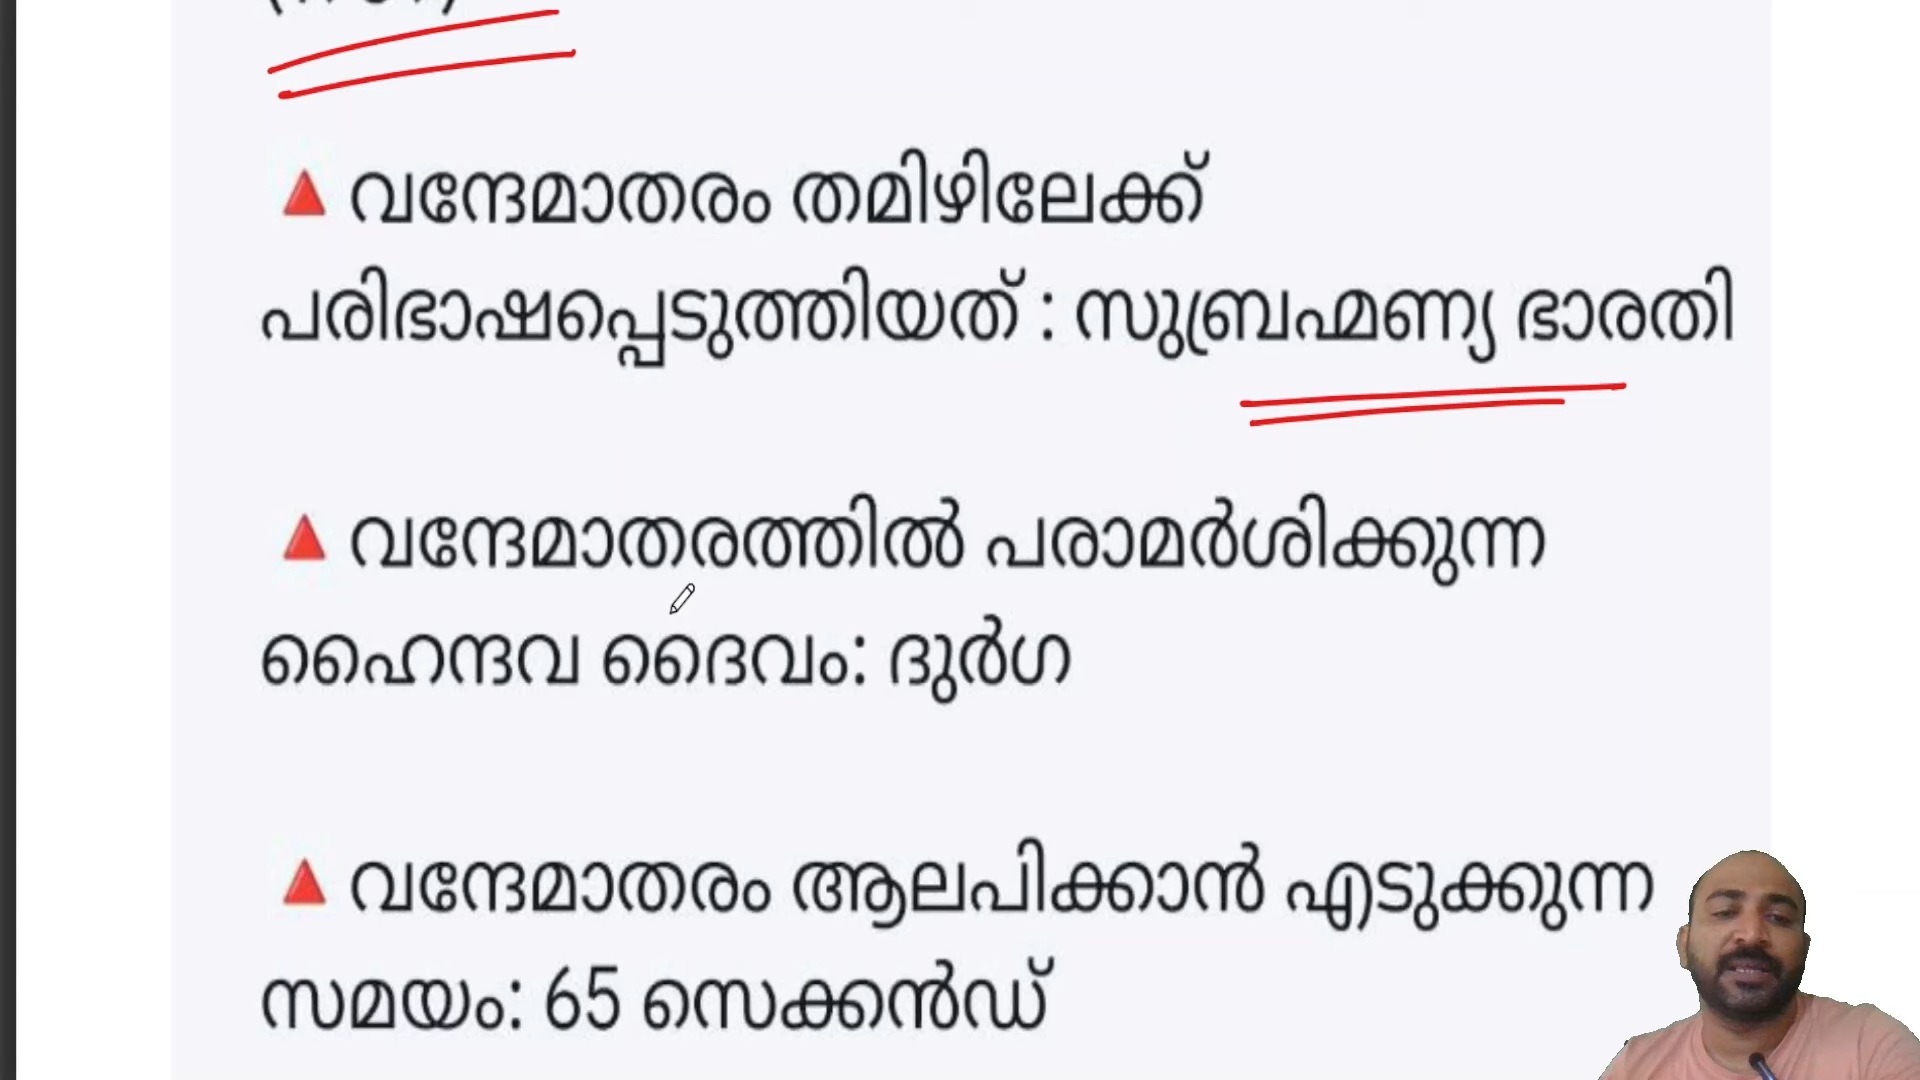 വന്ദേമാതരം തമിഴിലേക്ക്
പരിഭാഷപ്പെടുത്തിയത് : സുബ്രഹ്മണ്യ ഭാരതി
വന്ദേമാതരത്തിൽ പരാമർശിക്കുന്ന
ഹൈന്ദവ ദൈവം: ദുർഗ
വന്ദേമാതരം ആലപിക്കാൻ എടുക്കുന്ന
സമയം: 65 സെക്കൻഡ്